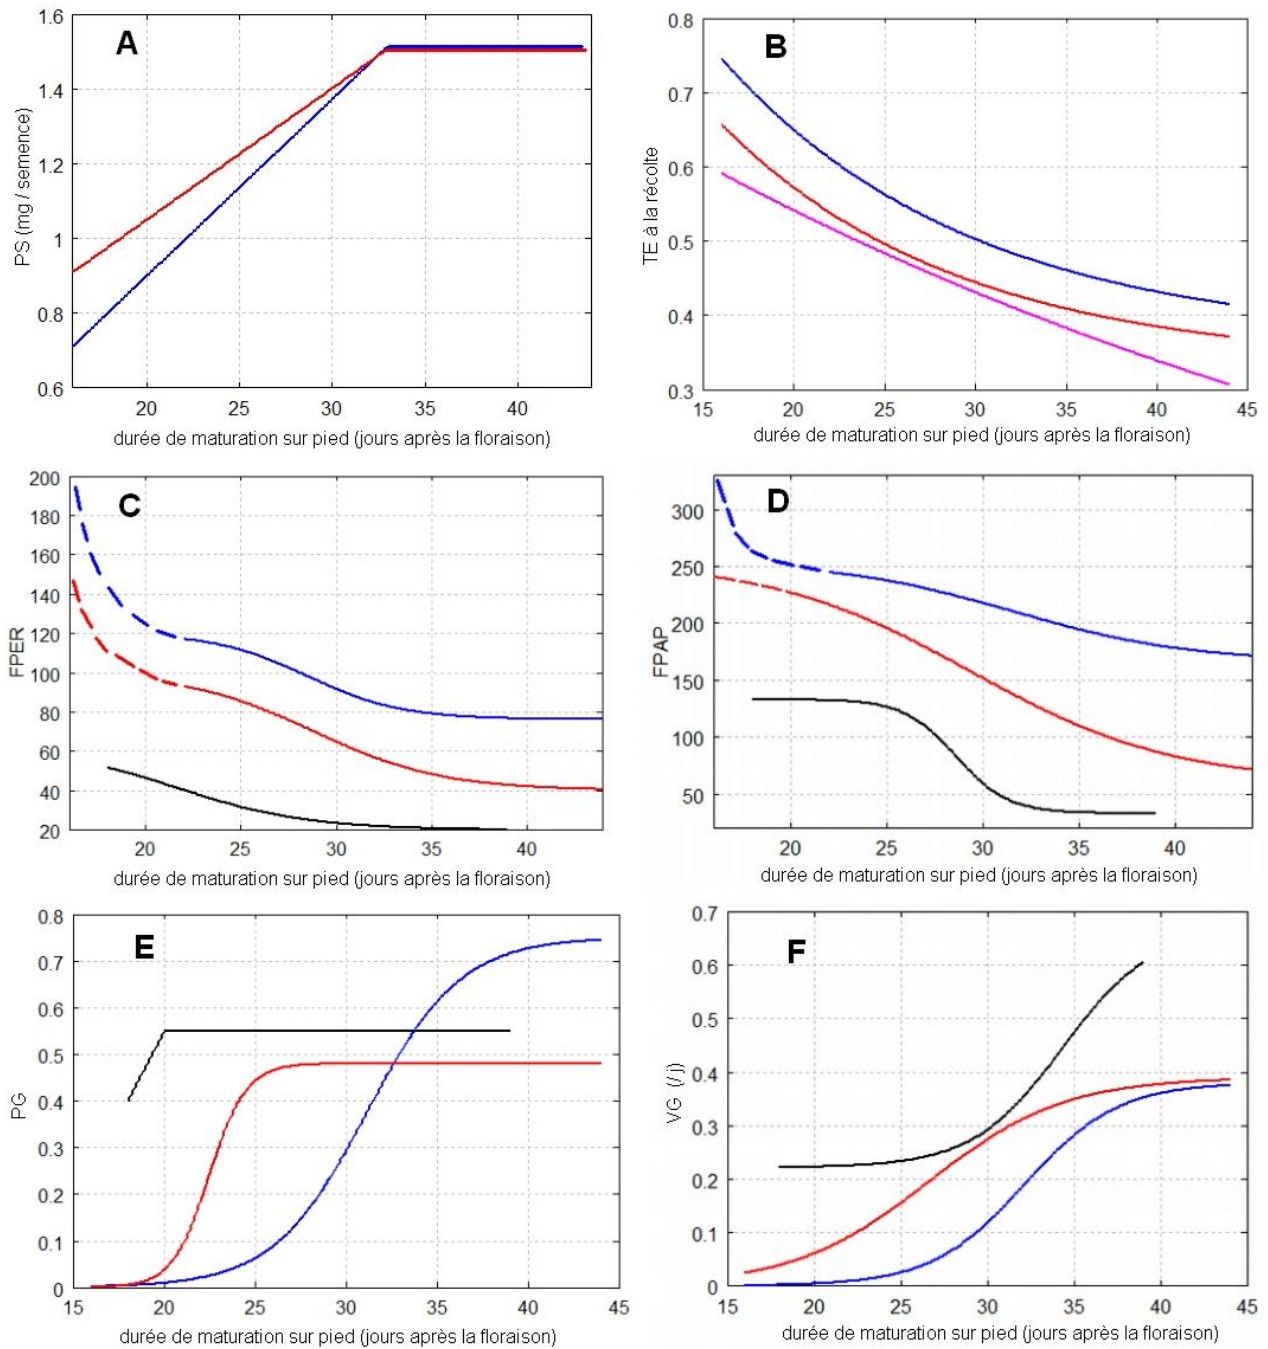 A
PS (mg / semence)
1.6
1.4
1.2
1
0.8
0.6
20 25 30 35 40
durée de maturation sur pied (jours après la floraison)
B
TE à la récolte
0.8
0.7
0.6
0.5
0.4
0.3
15 20 25 30 35 40 45
durée de maturation sur pied (jours après la floraison)
C
FPER
200
180
160
140
120
100
80
60
40
20
20 25 30 35 40
durée de maturation sur pied (jours après la floraison)
D
FPAP
300
250
200
150
100
50
20 25 30 35 40
durée de maturation sur pied (jours après la floraison)
E
PG
0.8
0.7
0.6
0.5
0.4
0.3
0.2
0.1
0
15 20 25 30 35 40 45
durée de maturation sur pied (jours après la floraison)
F
VG (/ j)
0.7
0.6
0.5
0.4
0.3
0.2
0.1
0
15 20 25 30 35 40 45
durée de maturation sur pied (jours après la floraison)